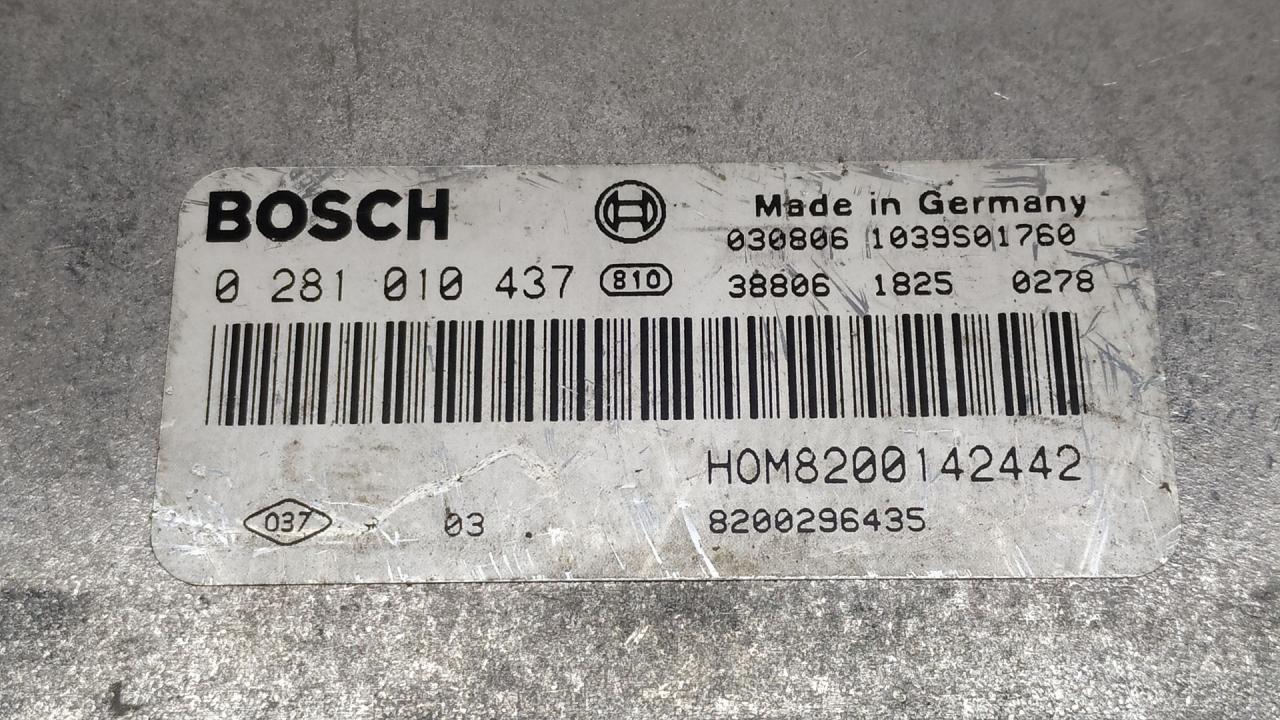 BOSCH
Made in Germany
030806 1039S01760
0 281 010 437 810 38806 1825 0278
HOM8200142442
037 03 8200296435